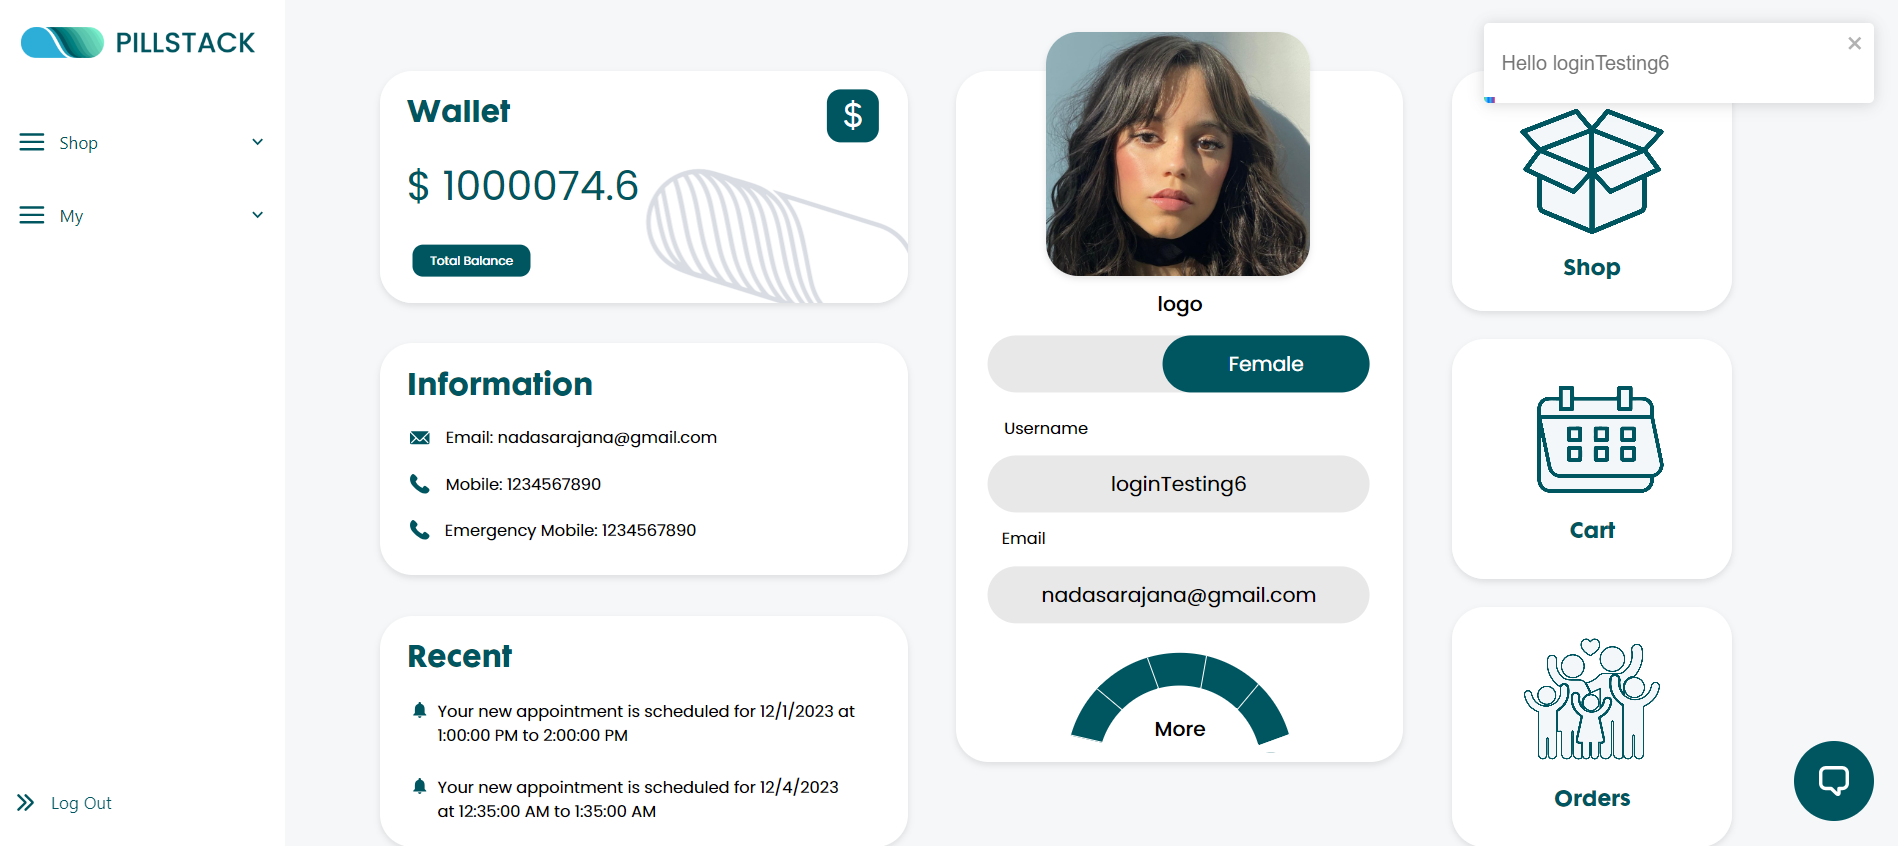 PILLSTACK
Shop
My
Log Out
Wallet
$
$ 1000074.6
Total Balance
Information
Email: nadasarajana@gmail.com
Mobile: 1234567890
Emergency Mobile: 1234567890
Recent
Your new appointment is scheduled for 12/1/2023 at
1:00:00 PM to 2:00:00 PM
Your new appointment is scheduled for 12/4/2023
at 12:35:00 AM to 1:35:00 AM
logo
Female
Username
loginTesting6
Email
nadasarajana@gmail.com
More
Hello loginTesting6
Shop
Cart
Orders